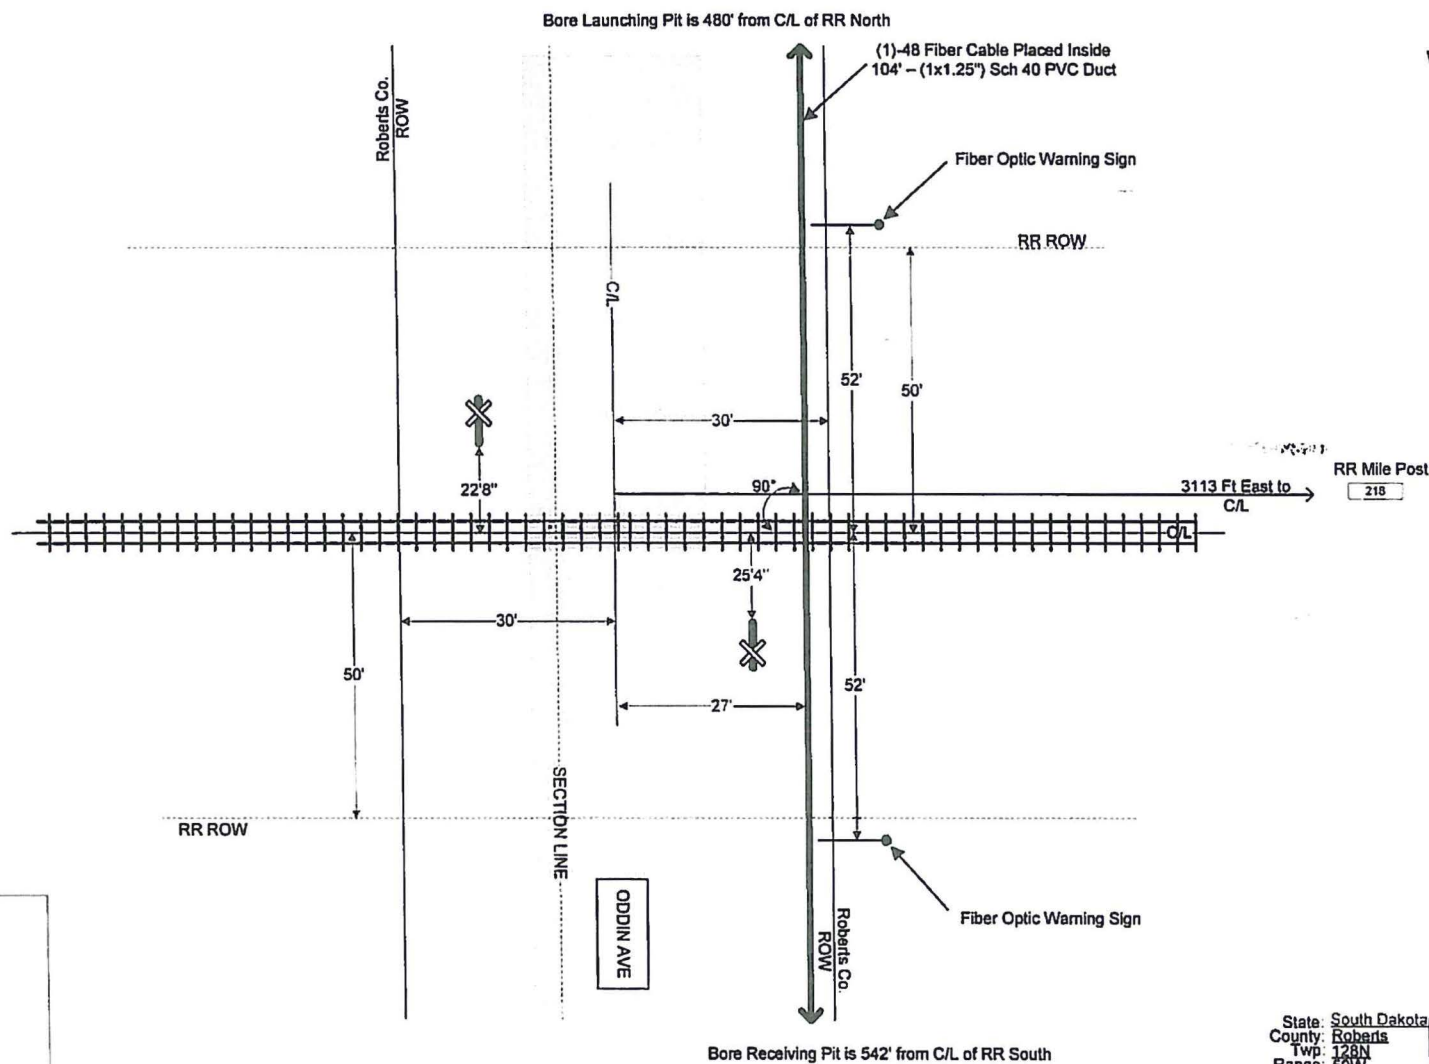 Bore Launching Pit is 480' from C/L of RR North
(1)-48 Fiber Cable Placed Inside
104' – (1x1.25") Sch 40 PVC Duct
Roberts Co.
ROW
Fiber Optic Warning Sign
RR ROW
C/L
52'
50'
30'
RR Mile Post
218
22'8"
90°
3113 Ft East to
C/L
C/L
25'4"
30'
50'
52'
27'
SECTION LINE
RR ROW
ODDIN AVE
Roberts Co.
ROW
Fiber Optic Warning Sign
State: South Dakota
County: Roberts
Twp: 128N
Bore Receiving Pit is 542' from C/L of RR South